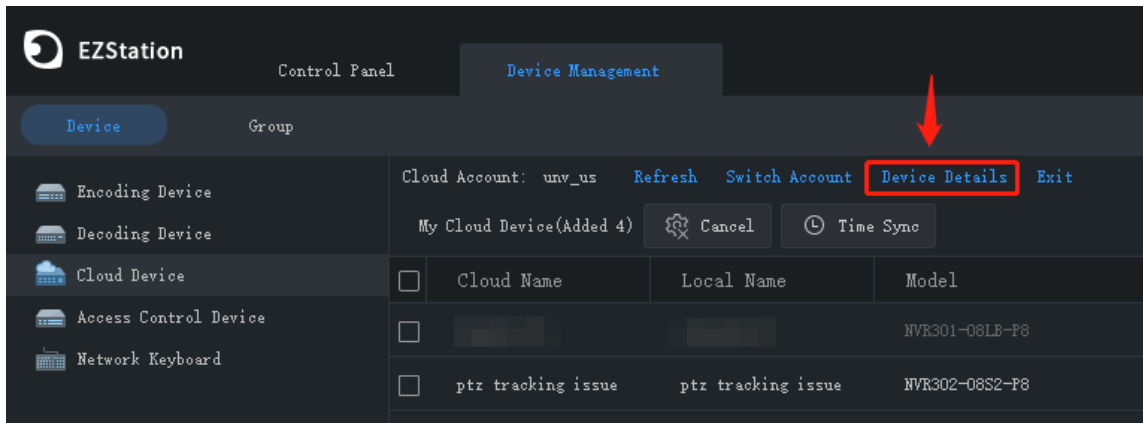 EZStation
Control Panel Device Management
Device Group
Encoding Device
Decoding Device
Cloud Device
Access Control Device
Network Keyboard
Cloud Account: unv_us Refresh Switch Account Device Details Exit
My Cloud Device(Added 4) Cancel Time Sync
Cloud Name Local Name Model
NVR301-08LB-P8
ptz tracking issue ptz tracking issue NVR302-08S2-P8